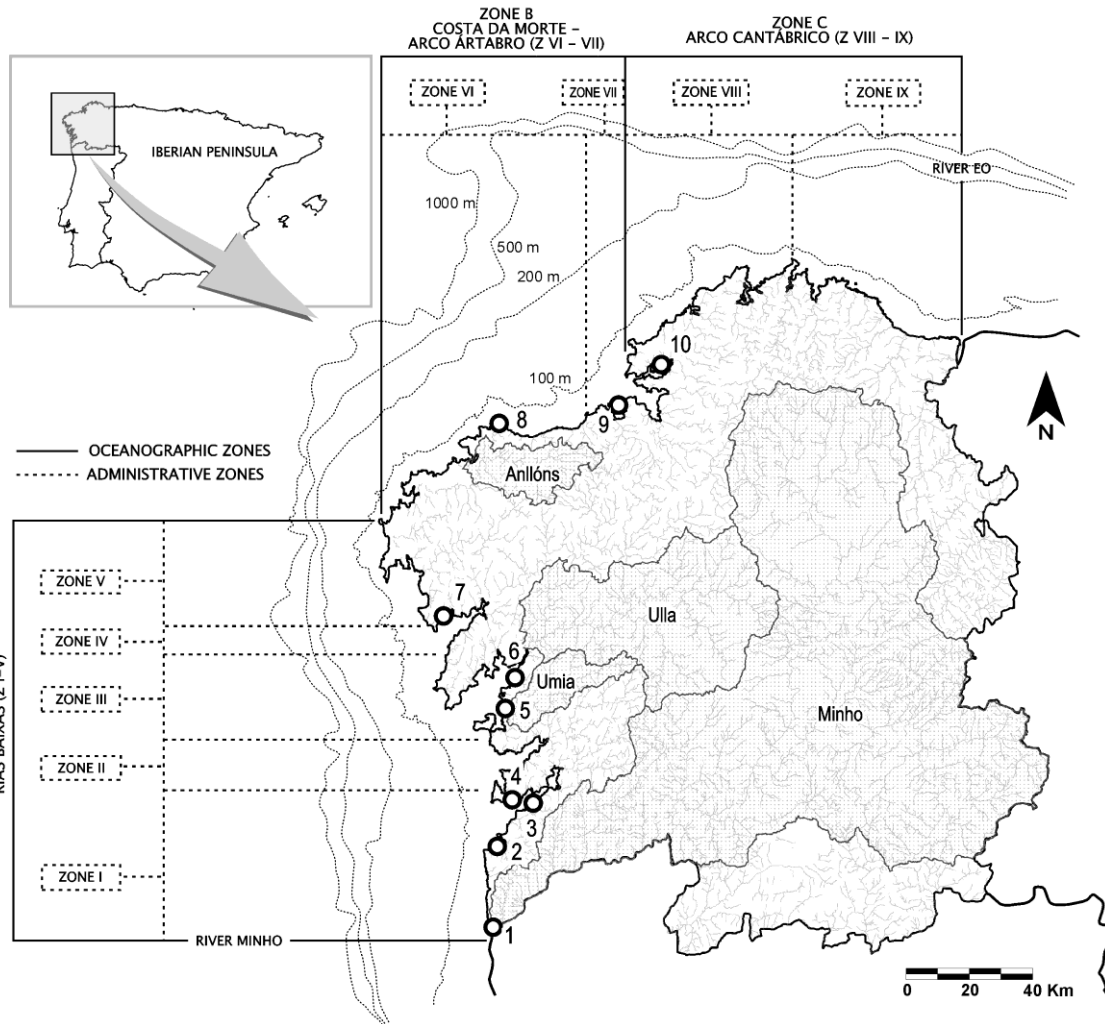 ZONE B
COSTA DA MORTE –
ARCO ÁRTABRO (Z VI – VII)
ZONE C
ARCO CANTÁBRICO (Z VIII – IX)
ZONE VI
ZONE VII
ZONE VIII
ZONE IX
IBERIAN PENINSULA
RIVER EO
1000 m
500 m
200 m
100 m
10
9
8
N
OCEANOGRAPHIC ZONES
ADMINISTRATIVE ZONES
Anllóns
ZONE V
7
ZONE IV
Ulla
6
Umia
ZONE III
5
Minho
ZONE II
4
3
2
ZONE I
1
RIVER MINHO
0 20 40 Km